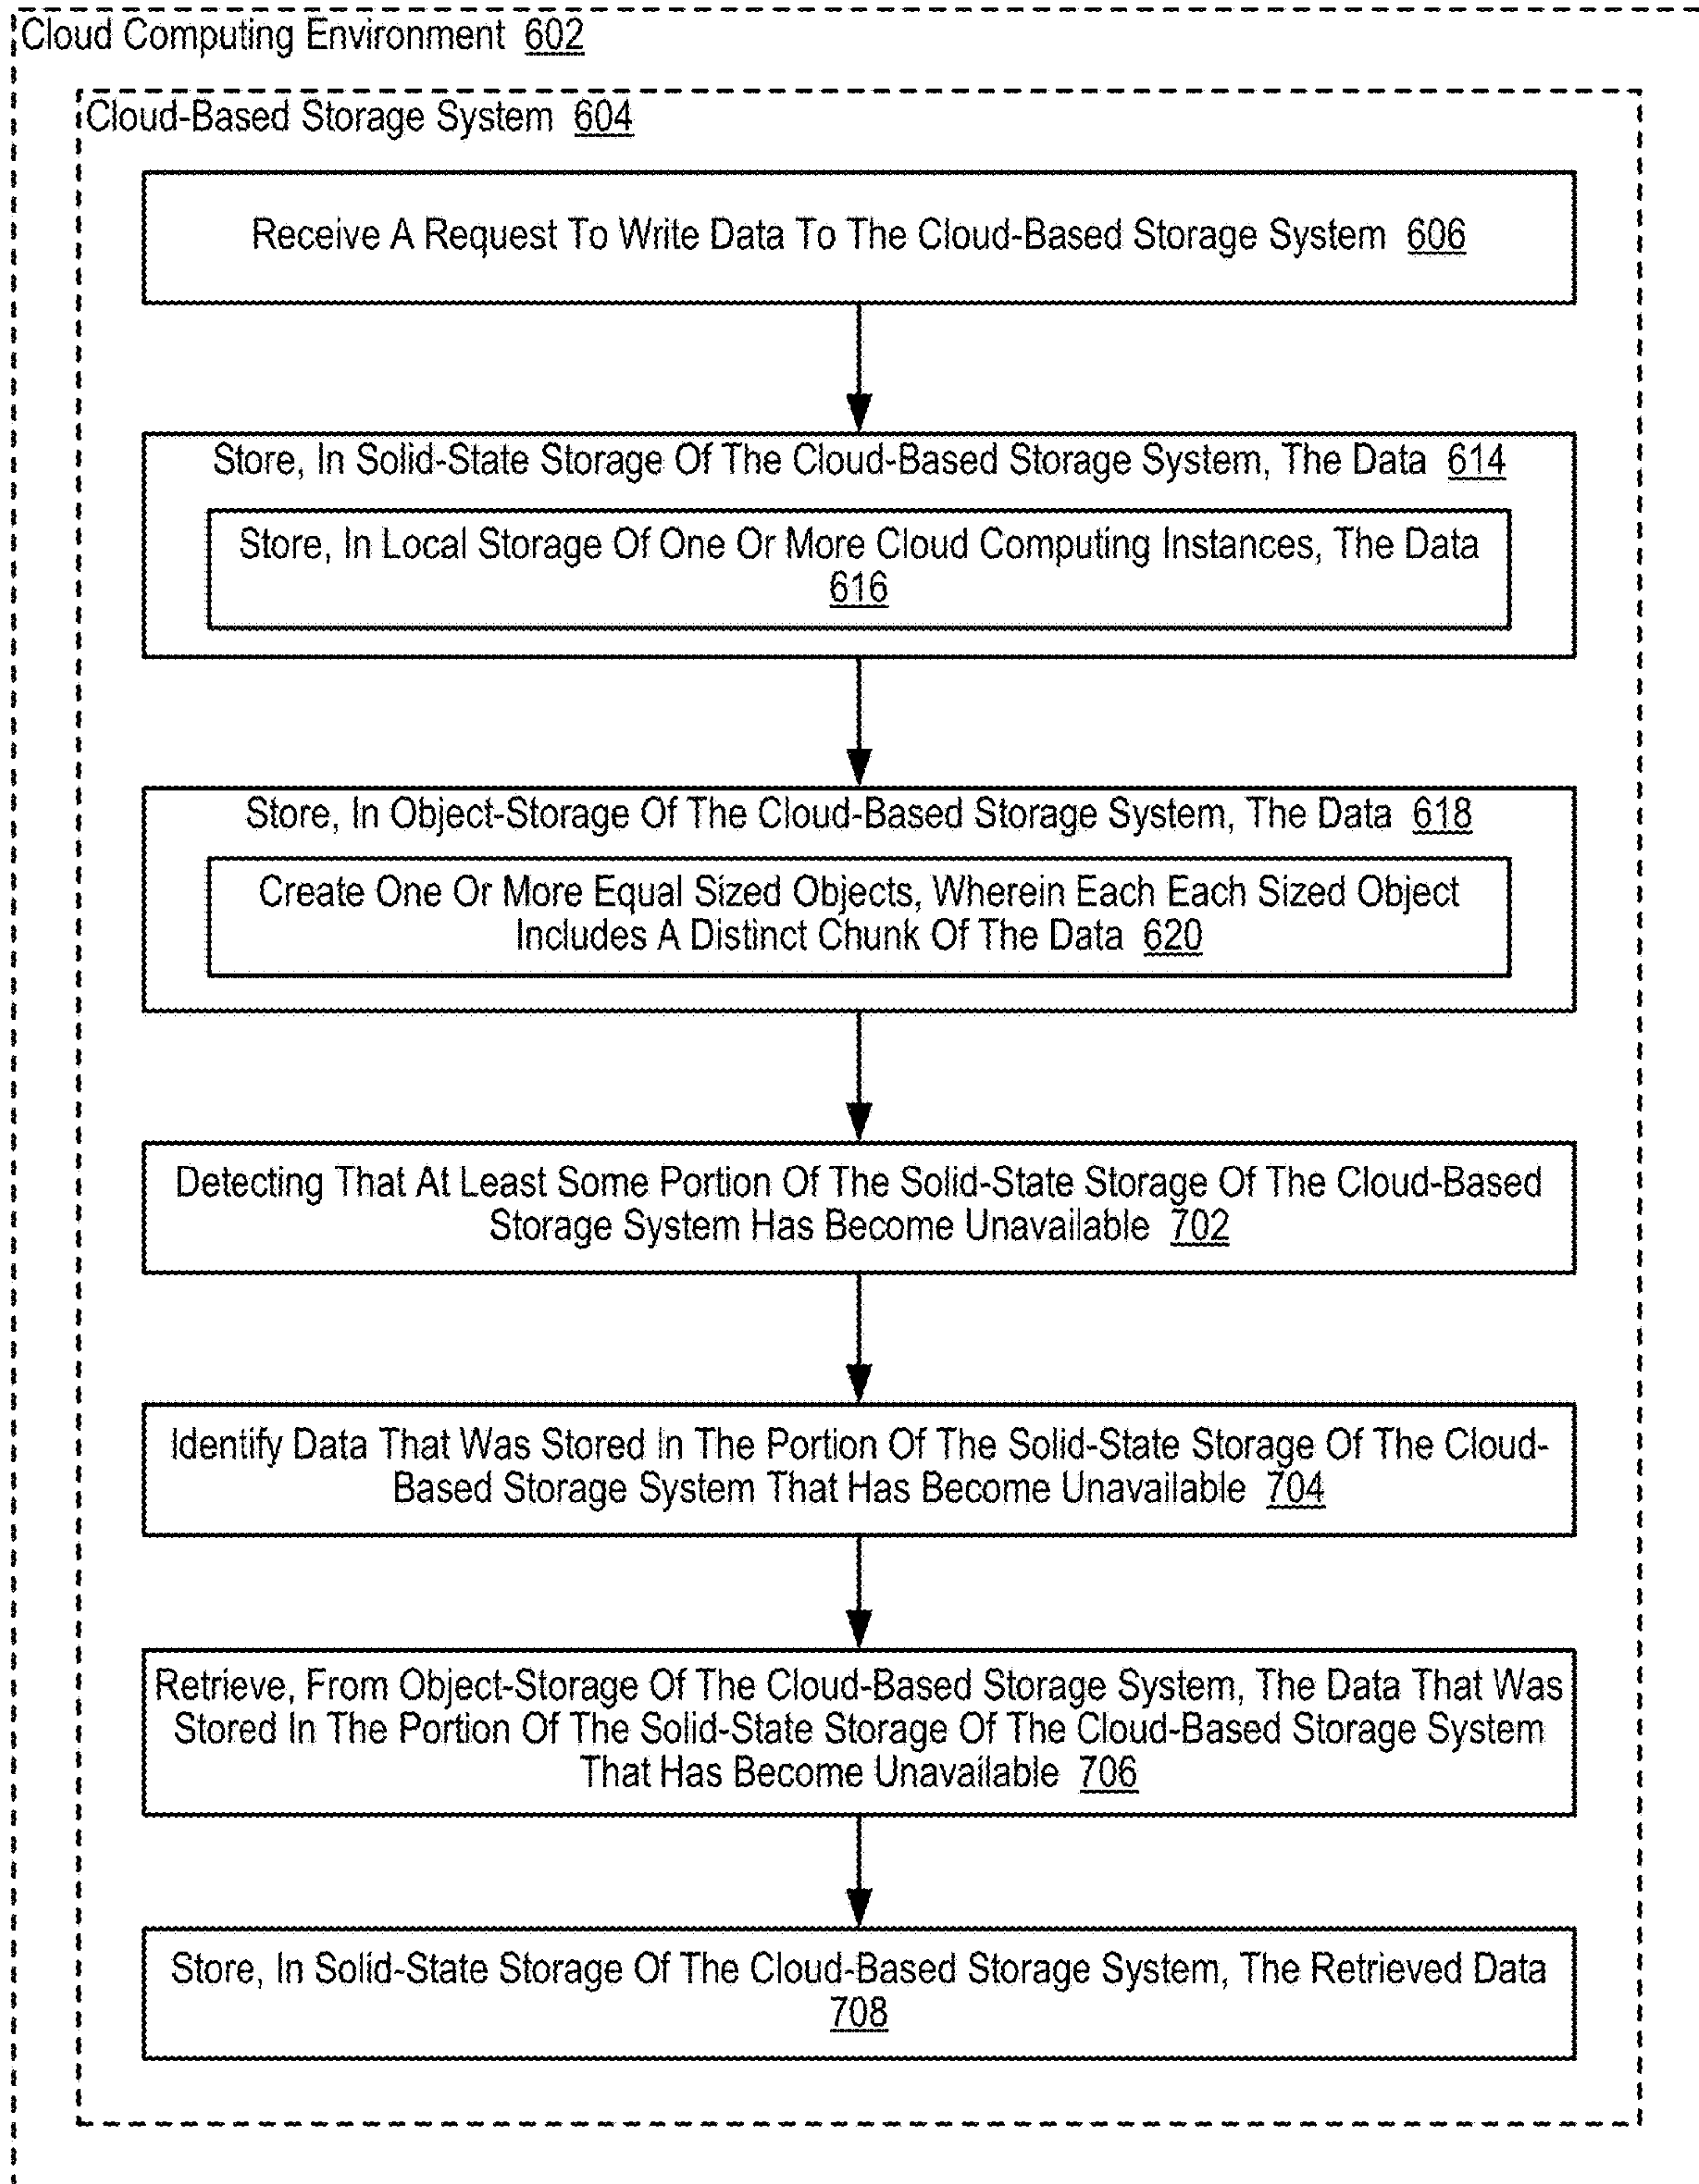 Cloud Computing Environment 602
Cloud-Based Storage System 604
Receive A Request To Write Data To The Cloud-Based Storage System 606
Store, In Solid-State Storage Of The Cloud-Based Storage System, The Data 614
Store, In Local Storage Of One Or More Cloud Computing Instances, The Data
616
Store, In Object-Storage Of The Cloud-Based Storage System, The Data 618
Create One Or More Equal Sized Objects, Wherein Each Each Sized Object
Includes A Distinct Chunk Of The Data 620
Detecting That At Least Some Portion Of The Solid-State Storage Of The Cloud-Based
Storage System Has Become Unavailable 702
Identify Data That Was Stored In The Portion Of The Solid-State Storage Of The Cloud-
Based Storage System That Has Become Unavailable 704
Retrieve, From Object-Storage Of The Cloud-Based Storage System, The Data That Was
Stored In The Portion Of The Solid-State Storage Of The Cloud-Based Storage System
That Has Become Unavailable 706
Store, In Solid-State Storage Of The Cloud-Based Storage System, The Retrieved Data
708